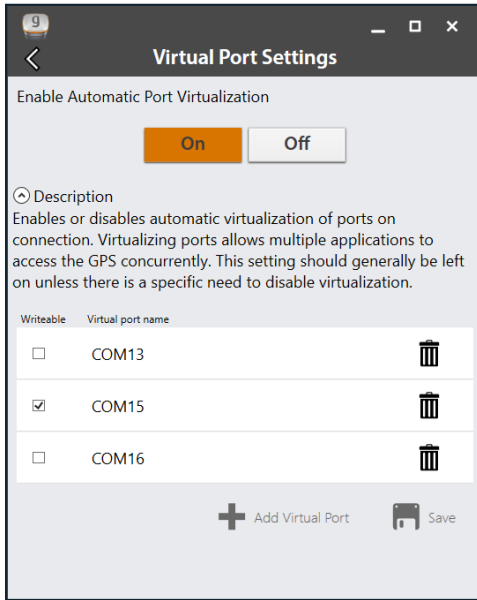 g
Virtual Port Settings
Enable Automatic Port Virtualization
On Off
Description
Enables or disables automatic virtualization of ports on
connection. Virtualizing ports allows multiple applications to
access the GPS concurrently. This setting should generally be left
on unless there is a specific need to disable virtualization.
Writeable Virtual port name
COM13
COM15
COM16
Add Virtual Port Save